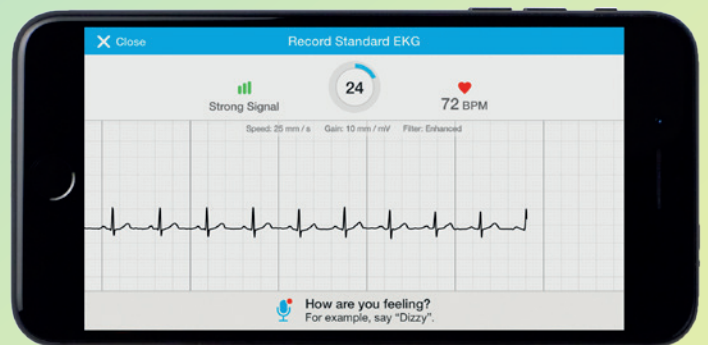 Close
Record Standard EKG
24
Strong Signal
72 BPM
Speed: 25 mm / s Gain: 10 mm / mV Filter: Enhanced
How are you feeling?
For example, say “Dizzy”.